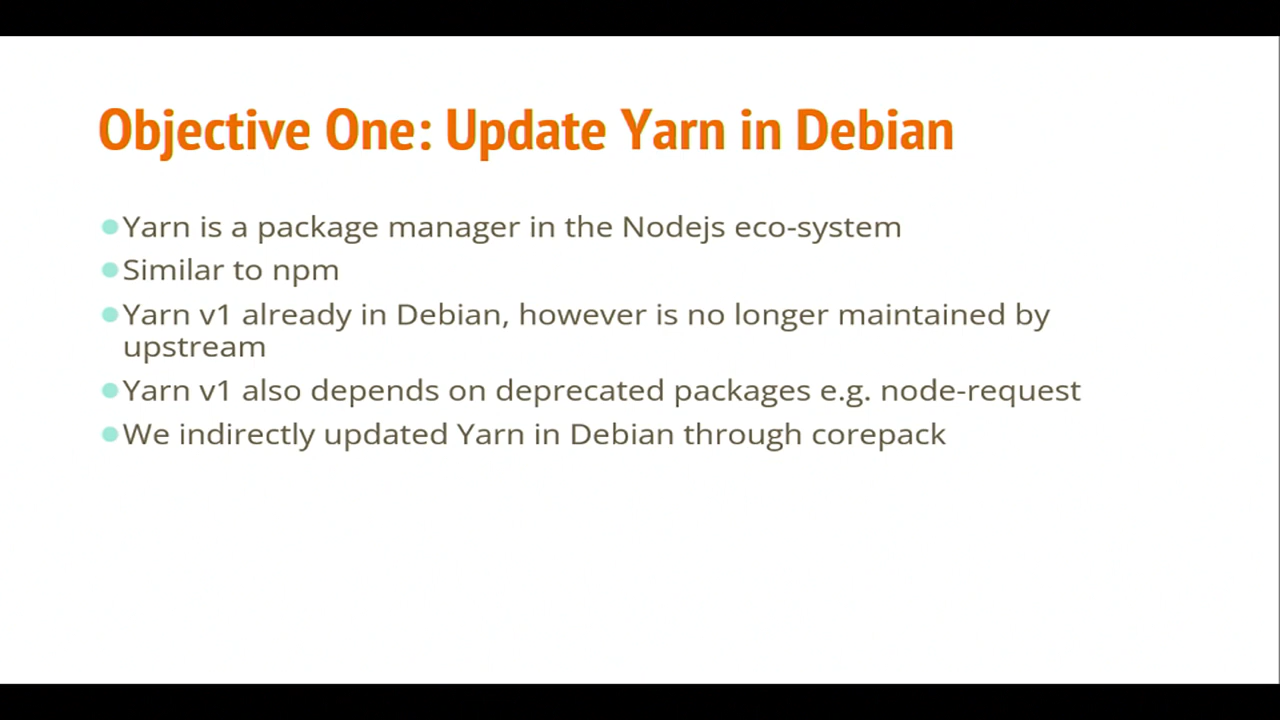 Objective One: Update Yarn in Debian
Yarn is a package manager in the Nodejs eco-system
Similar to npm
Yarn v1 already in Debian, however is no longer maintained by
upstream
Yarn v1 also depends on deprecated packages e.g. node-request
We indirectly updated Yarn in Debian through corepack